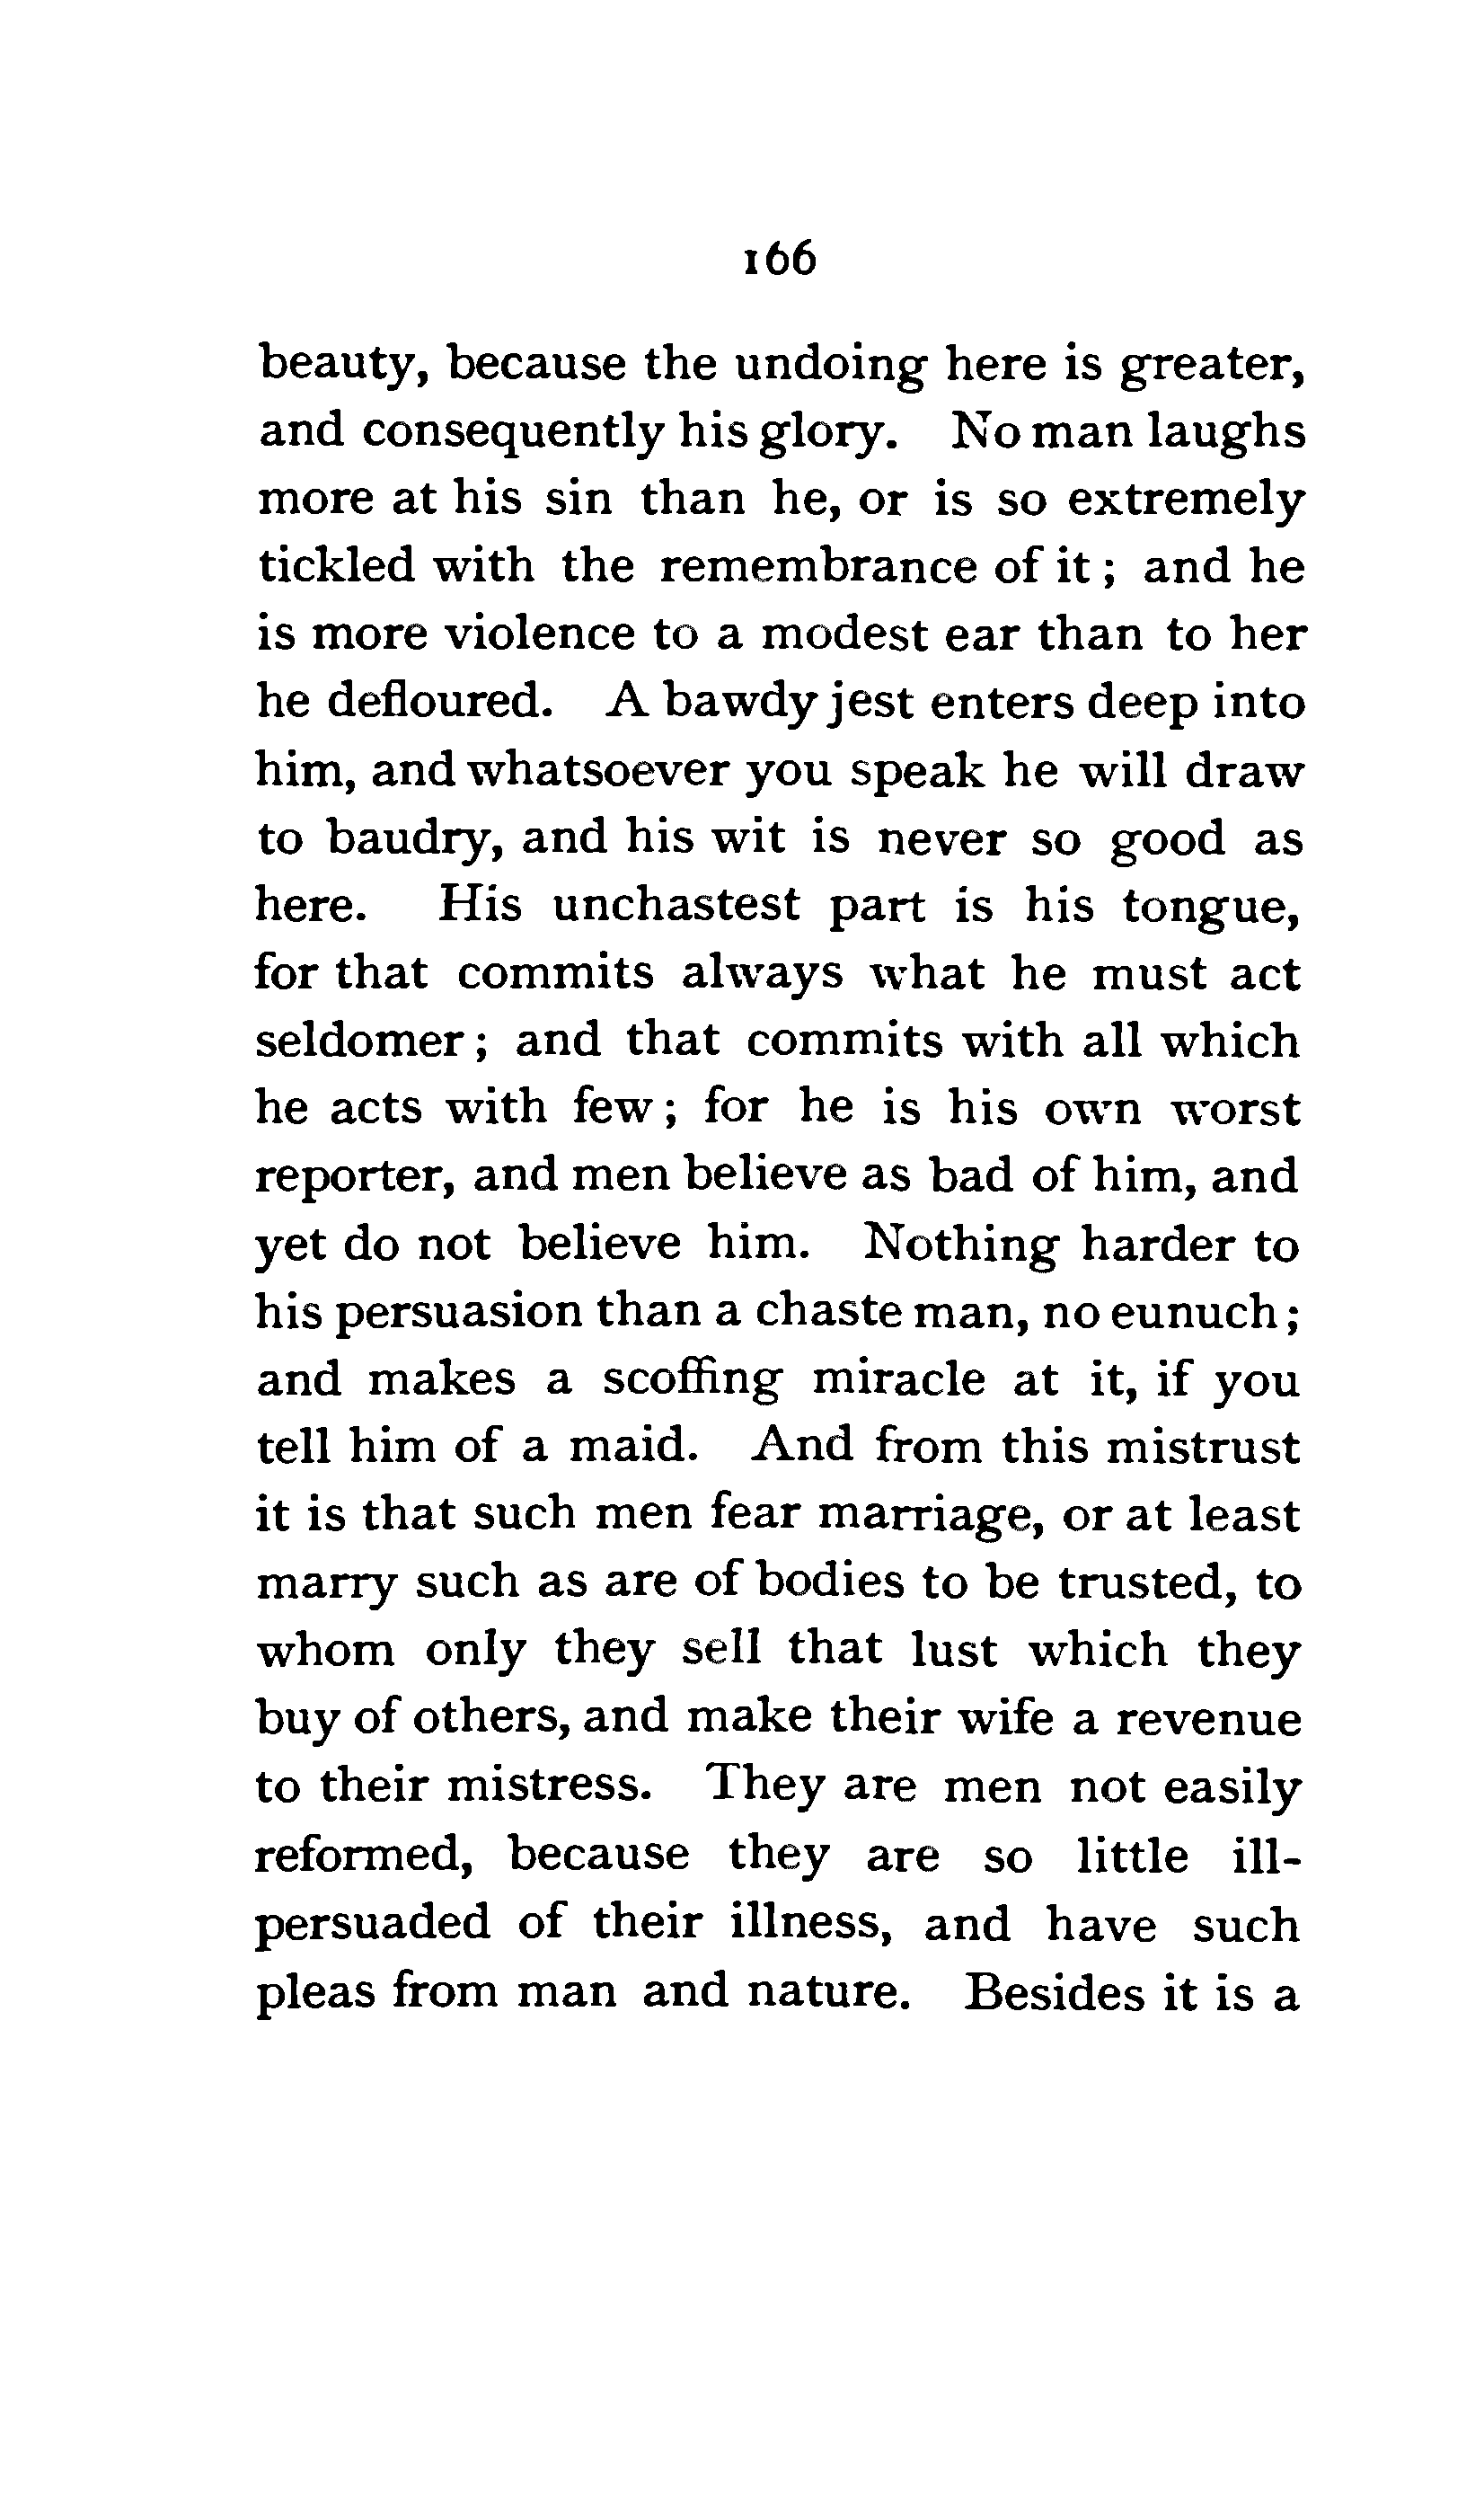 166
beauty, because the undoing here is greater,
and consequently his glory. No man laughs
more at his sin than he, or is so extremely
tickled with the remembrance of it ; and he
is more violence to a modest ear than to her
he defloured. A bawdy jest enters deep into
him, and whatsoever you speak he will draw
to baudry, and his wit is never so good as
here. His unchastest part is his tongue,
for that commits always what he must act
seldomer ; and that commits with all which
he acts with few ; for he is his own worst
reporter, and men believe as bad of him, and
yet do not believe him. Nothing harder to
his persuasion than a chaste man, no eunuch ;
and makes a scoffing miracle at it, if you
tell him of a maid. And from this mistrust
it is that such men fear marriage, or at least
marry such as are of bodies to be trusted, to
whom only they sell that lust which they
buy of others, and make their wife a revenue
to their mistress. They are men not easily
reformed, because they are so little ill-
persuaded of their illness, and have such
pleas from man and nature. Besides it is a